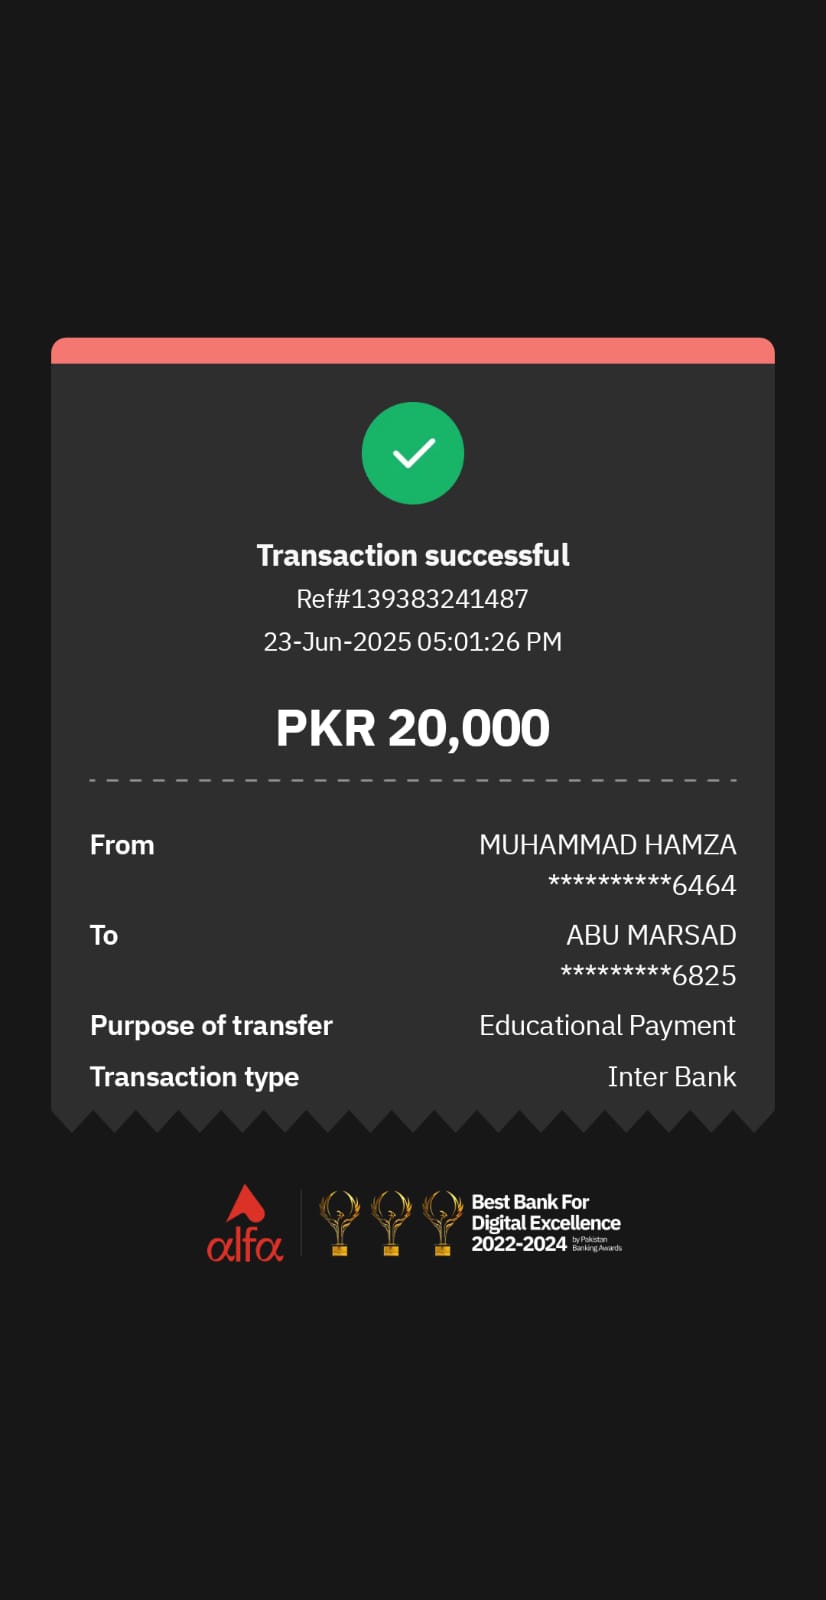 Transaction successful
Ref#139383241487
23-Jun-2025 05:01:26 PM
PKR 20,000
From MUHAMMAD HAMZA
**********6464
To ABU MARSAD
*********6825
Purpose of transfer Educational Payment
Transaction type Inter Bank
alfa
Best Bank For
Digital Excellence
2022-2024 by Pakistan
Banking Awards